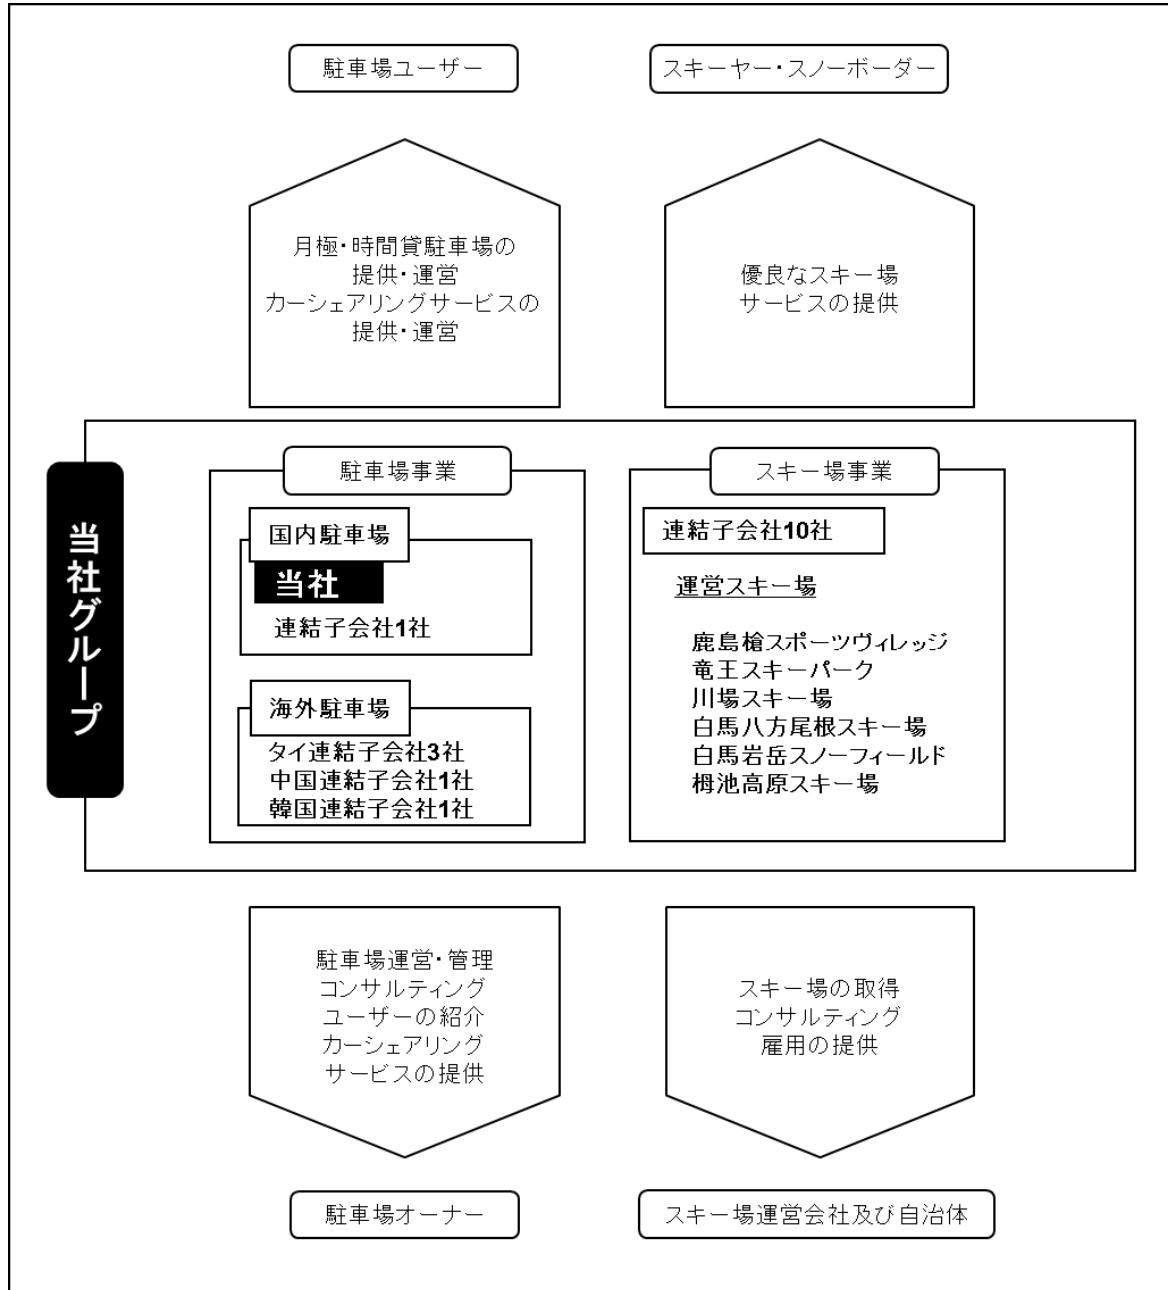 駐車場ユーザー
スキーヤー・スノーボーダー
月極・時間貸駐車場の
提供・運営
カーシェアリングサービスの
提供・運営
優良なスキー場
サービスの提供
当社グループ
駐車場事業
国内駐車場
当社
連結子会社1社
海外駐車場
タイ連結子会社3社
中国連結子会社1社
韓国連結子会社1社
スキー場事業
連結子会社10社
運営スキー場
鹿島槍スポーツヴィレッジ
竜王スキーパーク
川場スキー場
白馬八方尾根スキー場
白馬岩岳スノーフィールド
栂池高原スキー場
駐車場運営・管理
コンサルティング
ユーザーの紹介
カーシェアリング
サービスの提供
スキー場の取得
コンサルティング
雇用の提供
駐車場オーナー
スキー場運営会社及び自治体